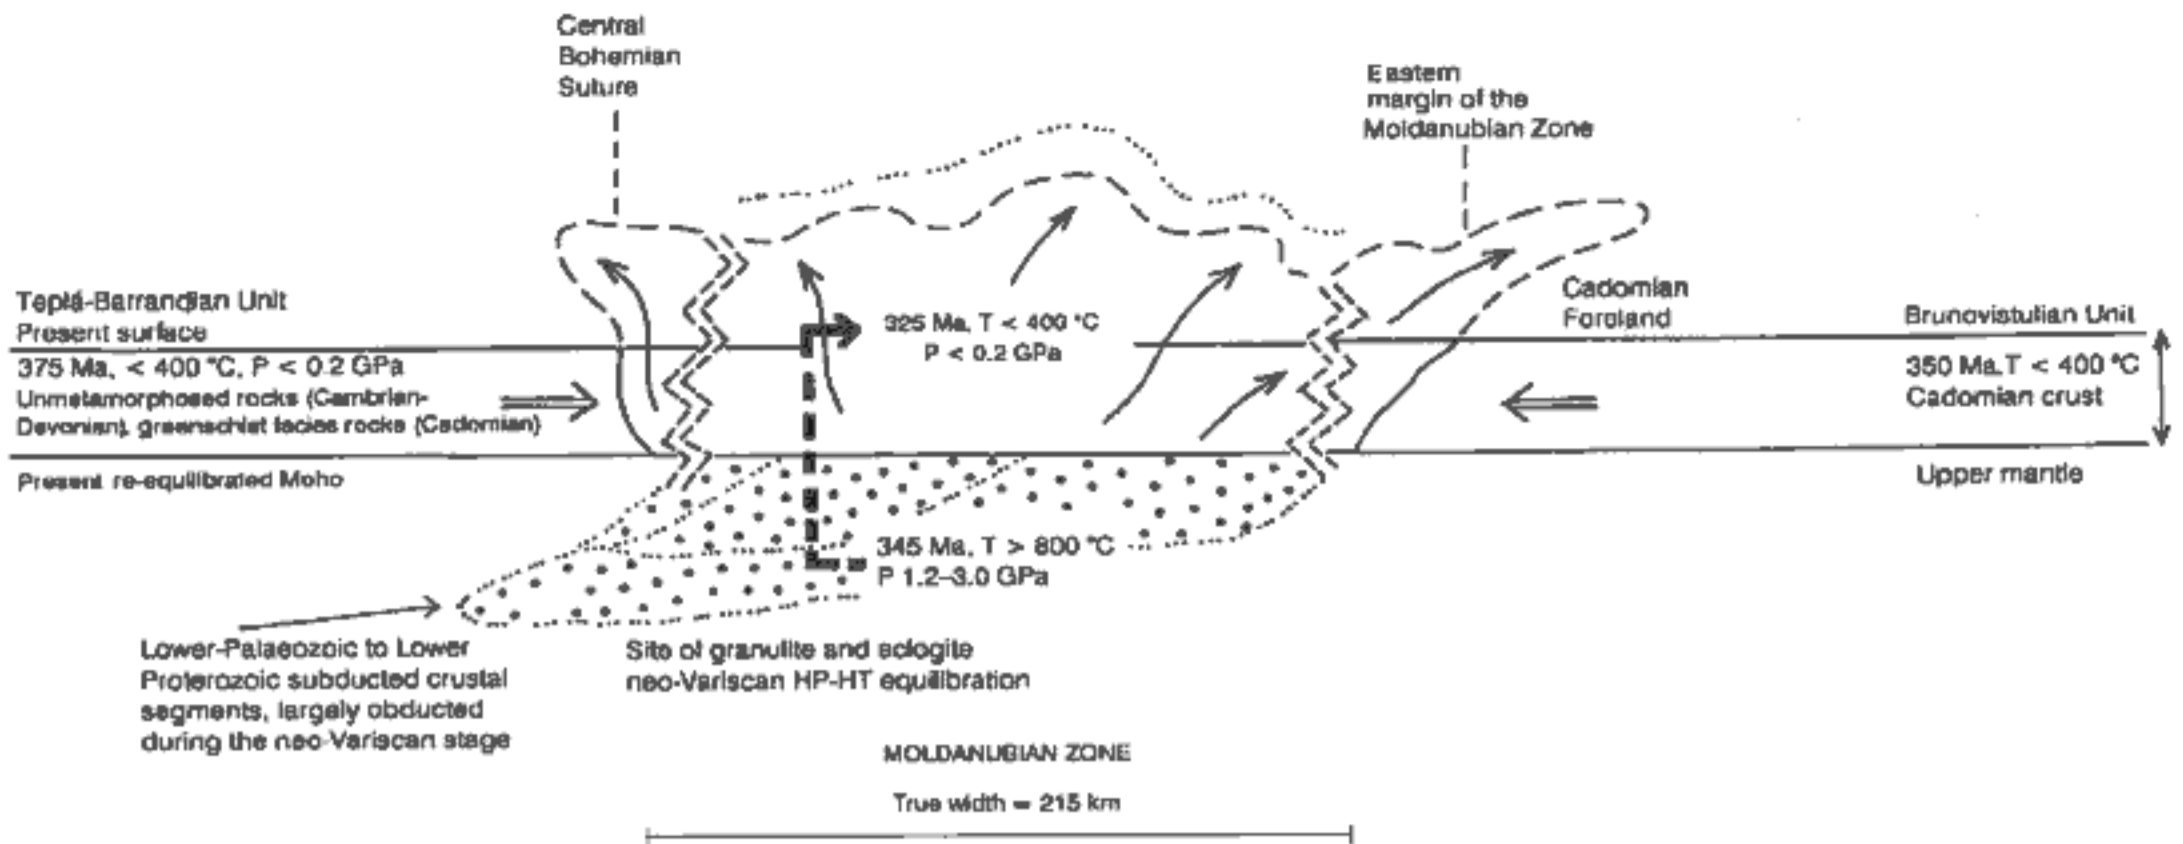 Central
Bohemian
Suture
Eastern
margin of the
Moldanubian Zone
Teplá-Barrandian Unit
Present surface
375 Ma, < 400 °C, P < 0.2 GPa
Unmetamorphosed rocks (Cambrian-
Devonian), greenschist facies rocks (Cadomian)
Present re-equilibrated Moho
325 Ma, T < 400 °C
P < 0.2 GPa
Cadomian
Foreland
Brunovistulian Unit
350 Ma, T < 400 °C
Cadomian crust
Upper mantle
345 Ma, T > 800 °C
P 1.2–3.0 GPa
Lower-Palaeozoic to Lower
Proterozoic subducted crustal
segments, largely obducted
during the neo-Variscan stage
Site of granulite and eclogite
neo-Variscan HP-HT equilibration
MOLDANUBIAN ZONE
True width = 215 km